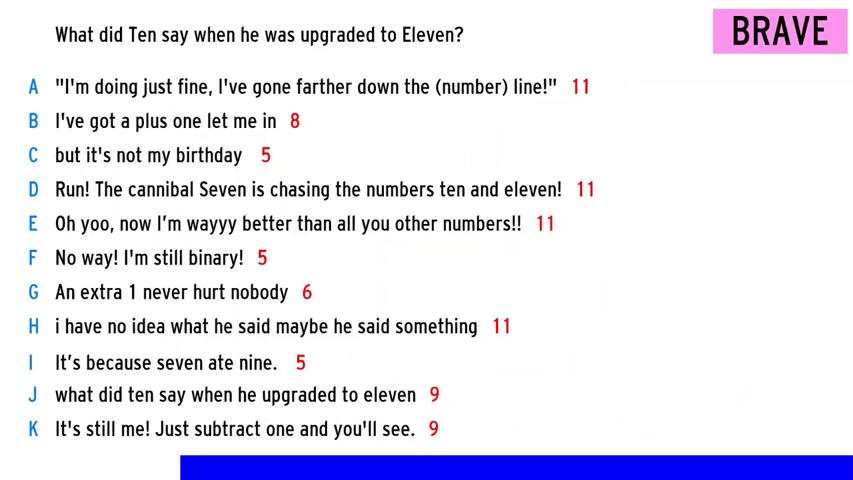 What did Ten say when he was upgraded to Eleven?
BRAVE
A "I'm doing just fine, I've gone farther down the (number) line!" 11
B I've got a plus one let me in 8
C but it's not my birthday 5
D Run! The cannibal Seven is chasing the numbers ten and eleven! 11
E Oh yoo, now I’m wayyy better than all you other numbers!! 11
F No way! I'm still binary! 5
G An extra 1 never hurt nobody 6
H i have no idea what he said maybe he said something 11
I It’s because seven ate nine. 5
J what did ten say when he upgraded to eleven 9
K It's still me! Just subtract one and you'll see. 9